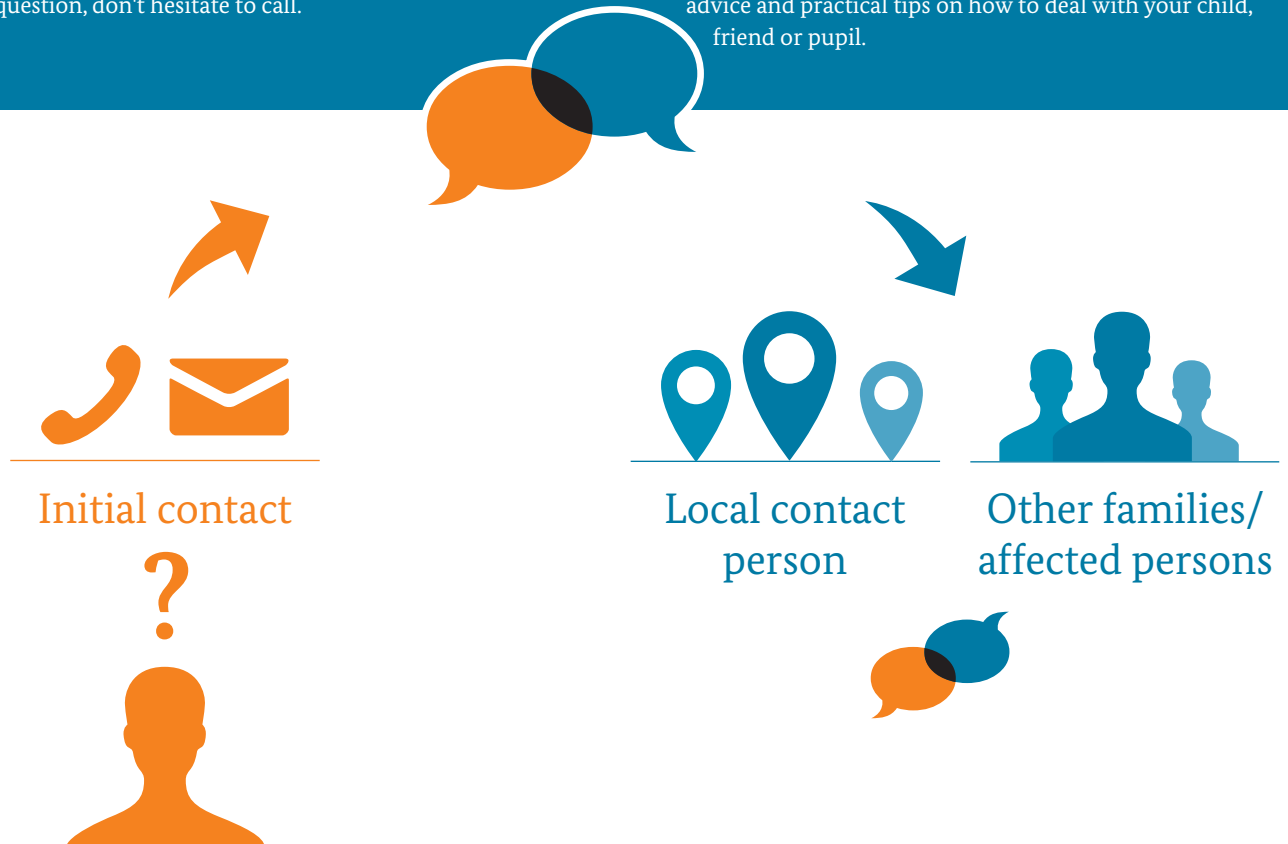 question, don't hesitate to call.
advice and practical tips on how to deal with your child,
friend or pupil.
Initial contact
?
Local contact
person
Other families/
affected persons